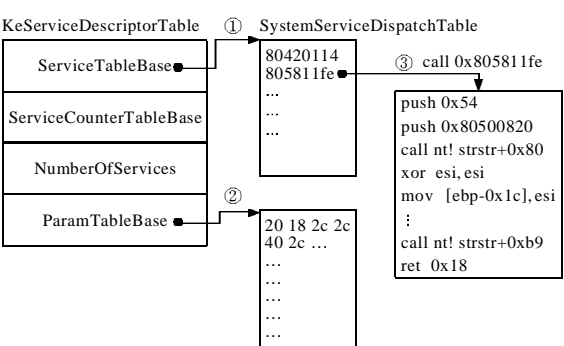 KeServiceDescriptorTable
ServiceTableBase
ServiceCounterTableBase
NumberOfServices
ParamTableBase
①
SystemServiceDispatchTable
80420114
805811fe
...
...
...
③ call 0x805811fe
push 0x54
push 0x80500820
call nt! strstr+0x80
xor esi,esi
mov [ebp-0x1c],esi
⋮
call nt! strstr+0xb9
ret 0x18
②
20 18 2c 2c
40 2c ...
...
...
...
...
...